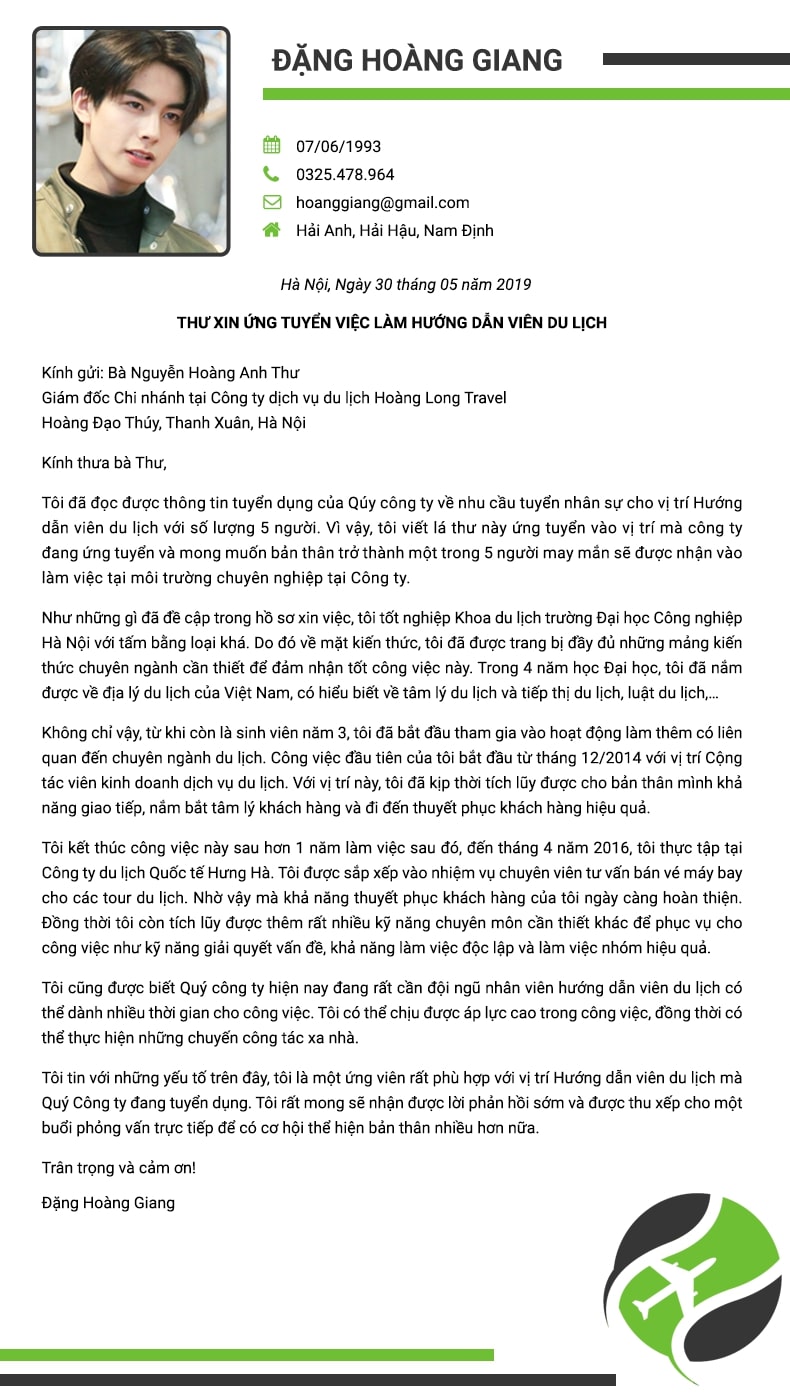 ĐẶNG HOÀNG GIANG
07/06/1993
0325.478.964
hoanggiang@gmail.com
Hải Anh, Hải Hậu, Nam Định
Hà Nội, Ngày 30 tháng 05 năm 2019
THƯ XIN ỨNG TUYỂN VIỆC LÀM HƯỚNG DẪN VIÊN DU LỊCH
Kính gửi: Bà Nguyễn Hoàng Anh Thư
Giám đốc Chi nhánh tại Công ty dịch vụ du lịch Hoàng Long Travel
Hoàng Đạo Thúy, Thanh Xuân, Hà Nội
Kính thưa bà Thư,
Tôi đã đọc được thông tin tuyển dụng của Qúy công ty về nhu cầu tuyển nhân sự cho vị trí Hướng
dẫn viên du lịch với số lượng 5 người. Vì vậy, tôi viết lá thư này ứng tuyển vào vị trí mà công ty
đang ứng tuyển và mong muốn bản thân trở thành một trong 5 người may mắn sẽ được nhận vào
làm việc tại môi trường chuyên nghiệp tại Công ty.
Như những gì đã đề cập trong hồ sơ xin việc, tôi tốt nghiệp Khoa du lịch trường Đại học Công nghiệp
Hà Nội với tấm bằng loại khá. Do đó về mặt kiến thức, tôi đã được trang bị đầy đủ những mảng kiến
thức chuyên ngành cần thiết để đảm nhận tốt công việc này. Trong 4 năm học Đại học, tôi đã nắm
được về địa lý du lịch của Việt Nam, có hiểu biết về tâm lý du lịch và tiếp thị du lịch, luật du lịch,...
Không chỉ vậy, từ khi còn là sinh viên năm 3, tôi đã bắt đầu tham gia vào hoạt động làm thêm có liên
quan đến chuyên ngành du lịch. Công việc đầu tiên của tôi bắt đầu từ tháng 12/2014 với vị trí Cộng
tác viên kinh doanh dịch vụ du lịch. Với vị trí này, tôi đã kịp thời tích lũy được cho bản thân mình khả
năng giao tiếp, nắm bắt tâm lý khách hàng và đi đến thuyết phục khách hàng hiệu quả.
Tôi kết thúc công việc này sau hơn 1 năm làm việc sau đó, đến tháng 4 năm 2016, tôi thực tập tại
Công ty du lịch Quốc tế Hưng Hà. Tôi được sắp xếp vào nhiệm vụ chuyên viên tư vấn bán vé máy bay
cho các tour du lịch. Nhờ vậy mà khả năng thuyết phục khách hàng của tôi ngày càng hoàn thiện.
Đồng thời tôi còn tích lũy được thêm rất nhiều kỹ năng chuyên môn cần thiết khác để phục vụ cho
công việc như kỹ năng giải quyết vấn đề, khả năng làm việc độc lập và làm việc nhóm hiệu quả.
Tôi cũng được biết Quý công ty hiện nay đang rất cần đội ngũ nhân viên hướng dẫn viên du lịch có
thể dành nhiều thời gian cho công việc. Tôi có thể chịu được áp lực cao trong công việc, đồng thời có
thể thực hiện những chuyến công tác xa nhà.
Tôi tin với những yếu tố trên đây, tôi là một ứng viên rất phù hợp với vị trí Hướng dẫn viên du lịch mà
Quý Công ty đang tuyển dụng. Tôi rất mong sẽ nhận được lời phản hồi sớm và được thu xếp cho một
buổi phỏng vấn trực tiếp để có cơ hội thể hiện bản thân nhiều hơn nữa.
Trân trọng và cảm ơn!
Đặng Hoàng Giang